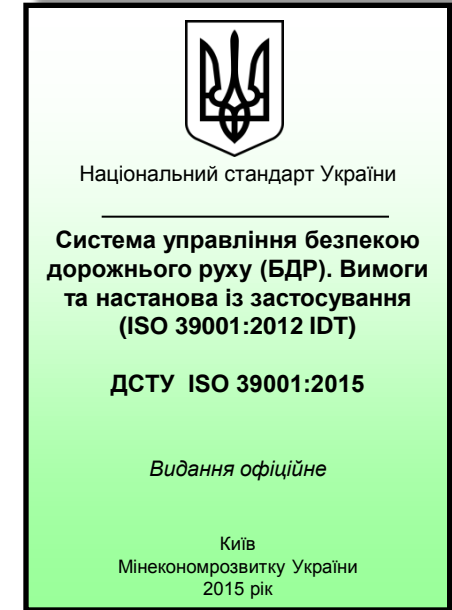 Національний стандарт України
Система управління безпекою
дорожнього руху (БДР). Вимоги
та настанова із застосування
(ISO 39001:2012 IDT)
ДСТУ ISO 39001:2015
Видання офіційне
Київ
Мінекономрозвитку України
2015 рік